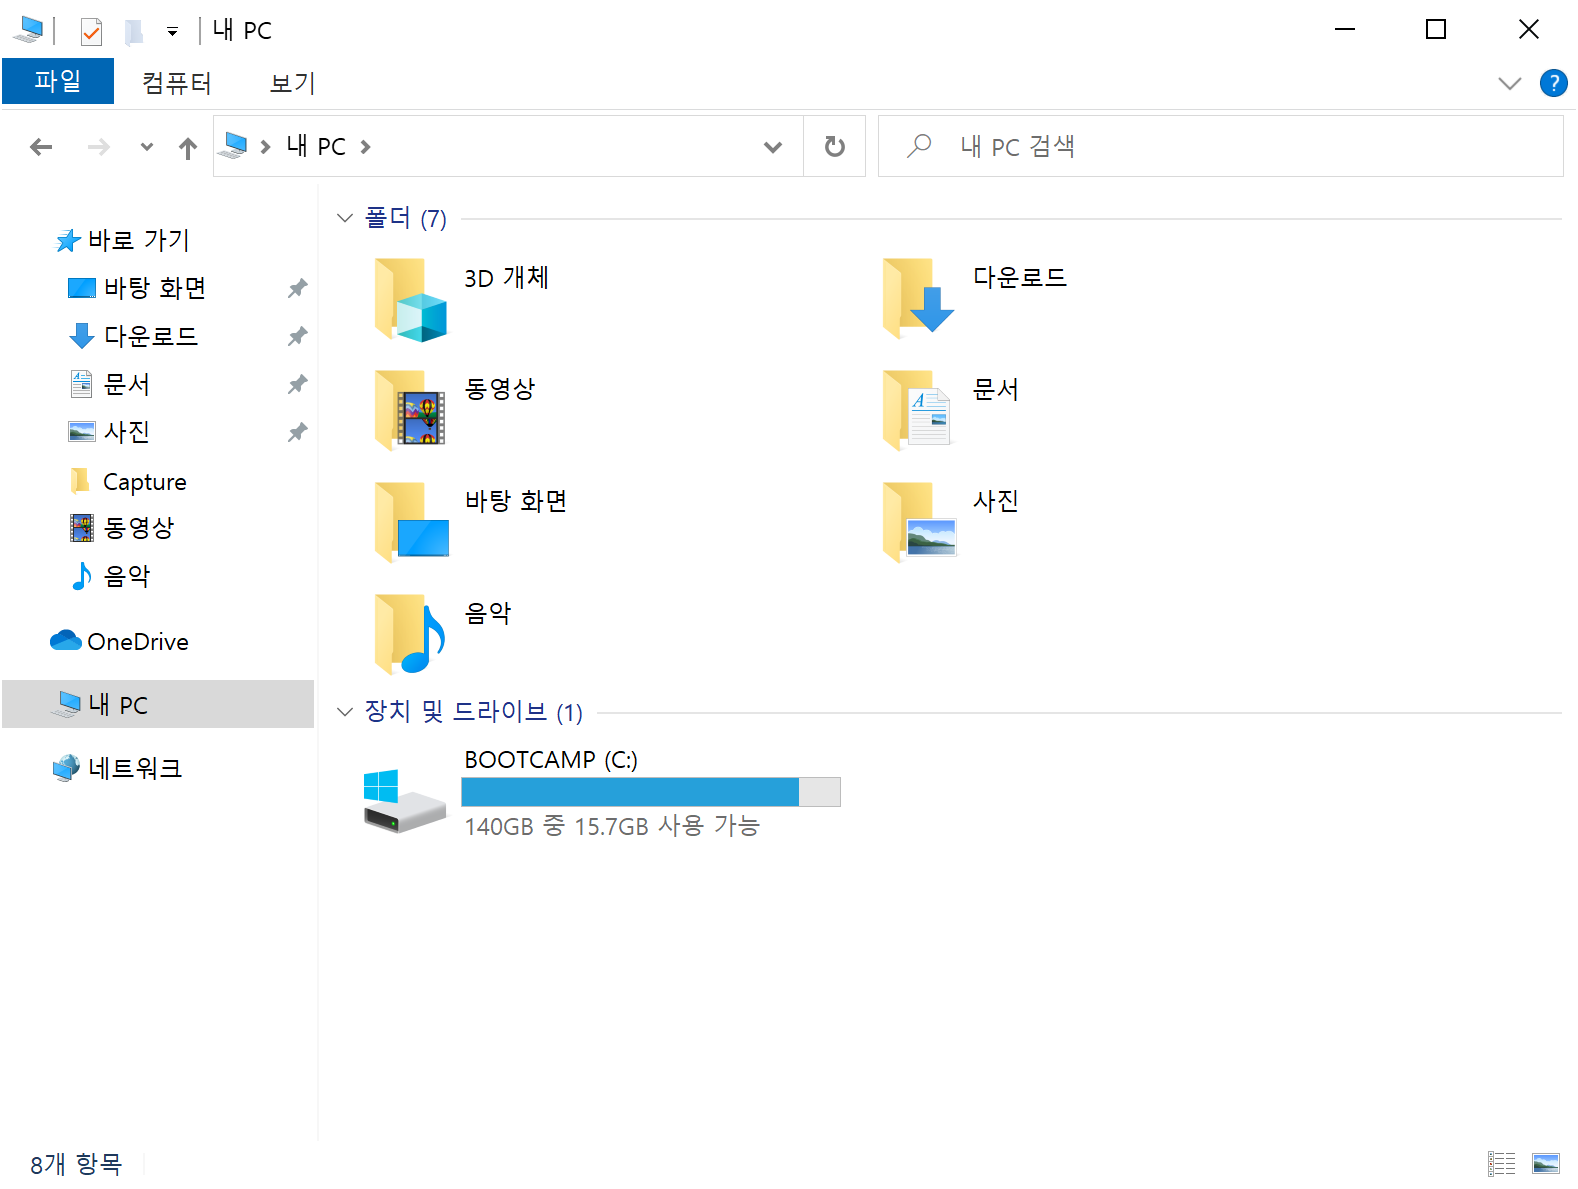 내 PC
파일 컴퓨터 보기
?
내 PC
내 PC 검색
바로 가기
바탕 화면
다운로드
문서
사진
Capture
동영상
음악
OneDrive
내 PC
네트워크
폴더 (7)
3D 개체
다운로드
동영상
문서
바탕 화면
사진
음악
장치 및 드라이브 (1)
BOOTCAMP (C:)
140GB 중 15.7GB 사용 가능
8개 항목